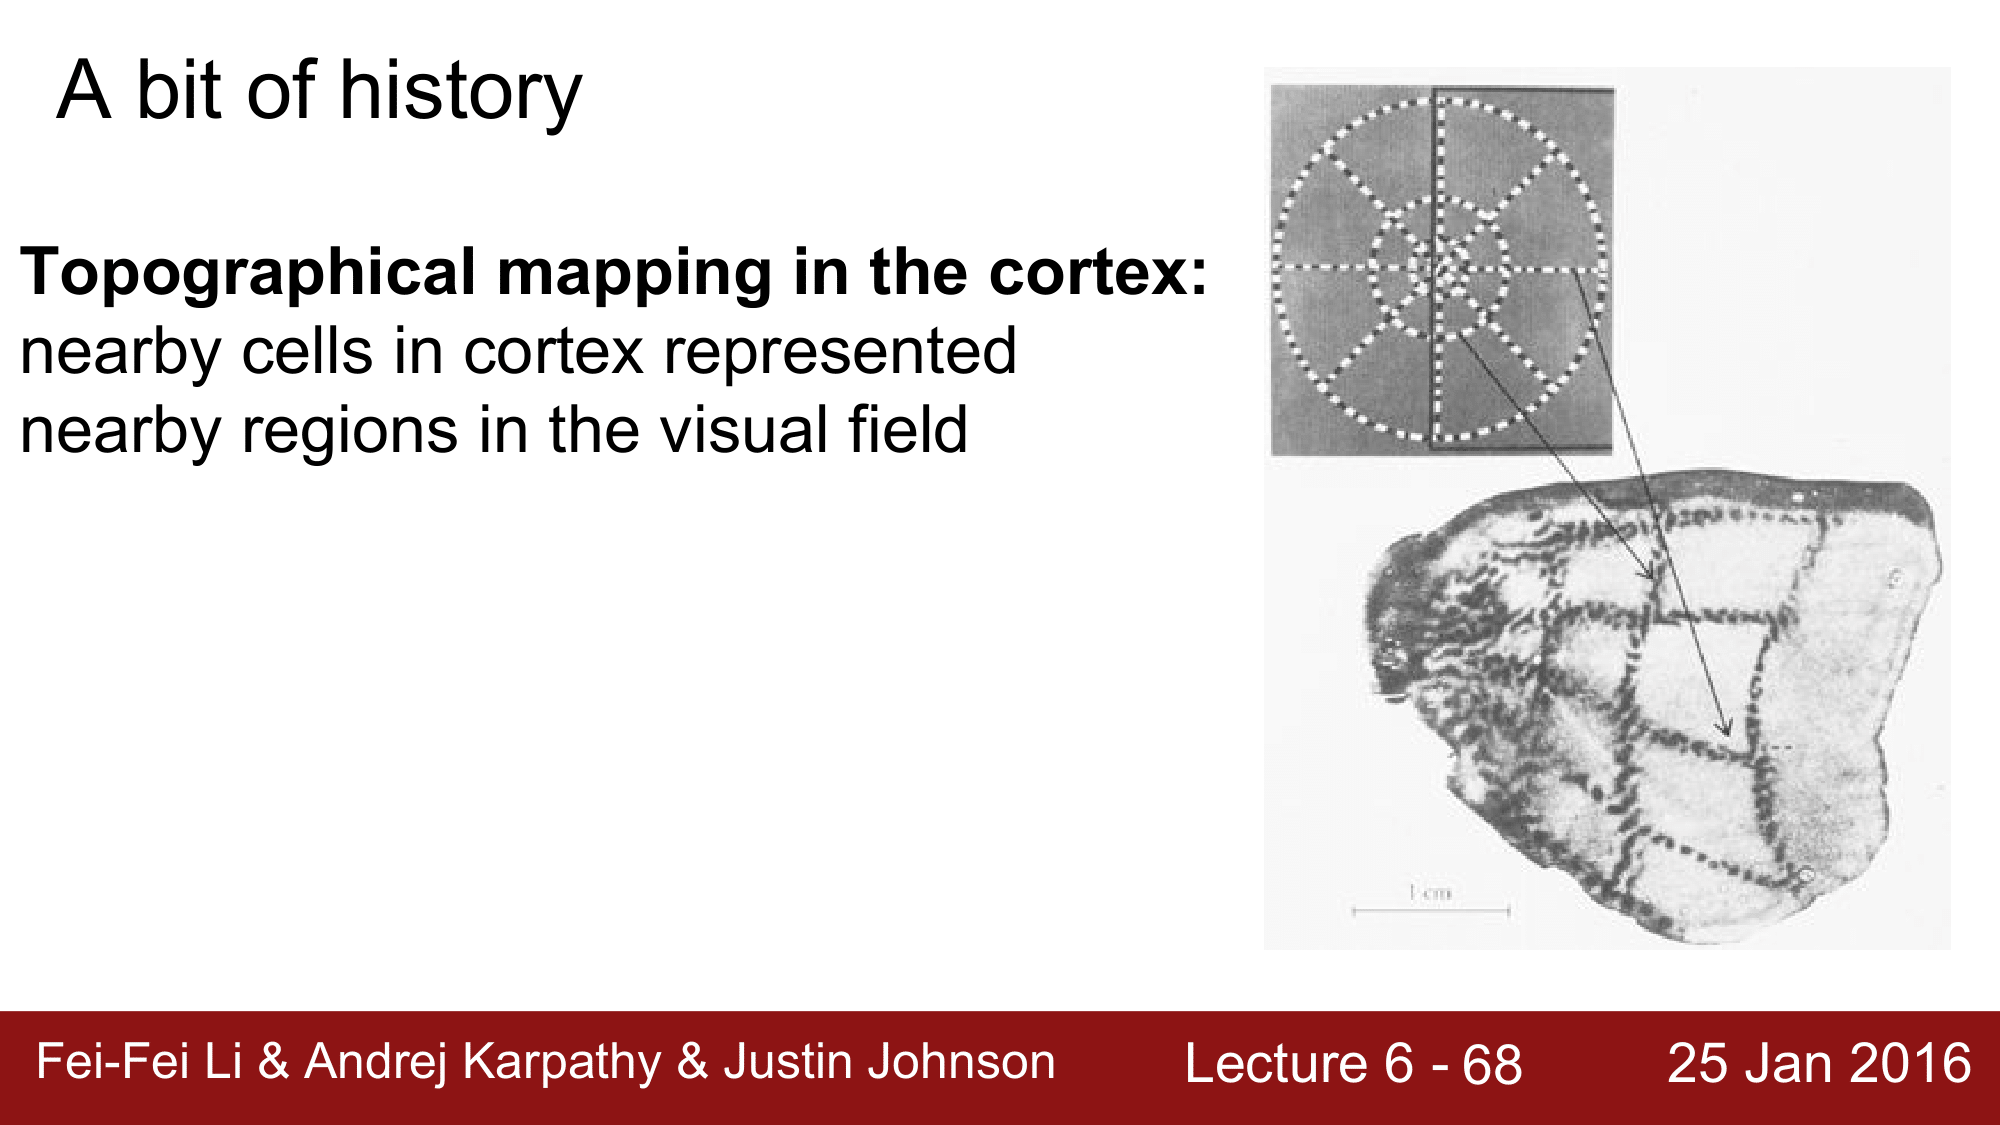 A bit of history
Topographical mapping in the cortex:
nearby cells in cortex represented
nearby regions in the visual field
1 cm
Fei-Fei Li & Andrej Karpathy & Justin Johnson
Lecture 6 - 68
25 Jan 2016